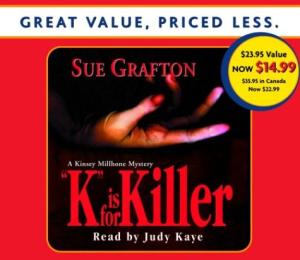 GREAT VALUE, PRICED LESS.
$23.95 Value
NOW $14.99
$35.95 in Canada
Now $22.99
SUE GRAFTON
A Kinsey Millhone Mystery
"K" is for Killer
Read by Judy Kaye